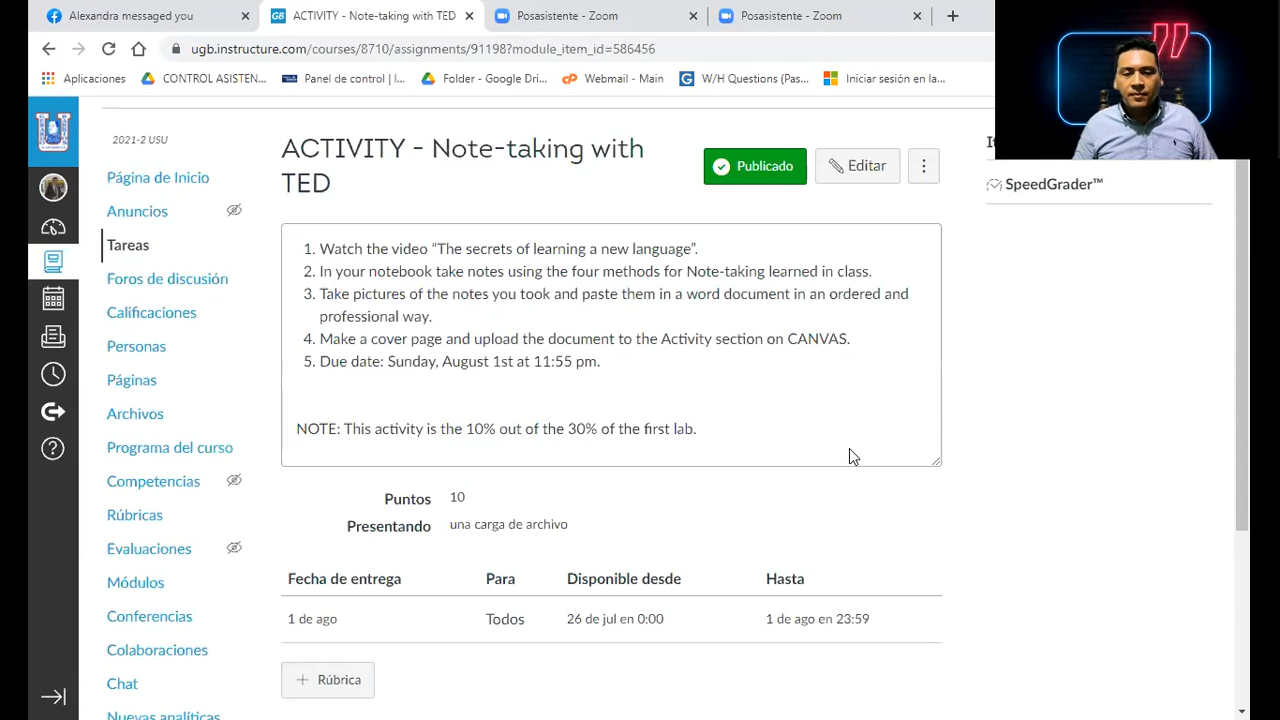 Alexandra messaged you
ACTIVITY - Note-taking with TED
Posasistente - Zoom
Posasistente - Zoom
ugb.instructure.com/courses/8710/assignments/91198?module_item_id=586456
Aplicaciones
CONTROL ASISTEN...
Panel de control | I...
Folder - Google Dri...
Webmail - Main
W/H Questions (Pas...
Iniciar sesión en la...
2021-2 USU
Página de Inicio
Anuncios
Tareas
Foros de discusión
Calificaciones
Personas
Páginas
Archivos
Programa del curso
Competencias
Rúbricas
Evaluaciones
Módulos
Conferencias
Colaboraciones
Chat
Nuevas analíticas
ACTIVITY - Note-taking with
TED
Publicado
Editar
1. Watch the video “The secrets of learning a new language”.
2. In your notebook take notes using the four methods for Note-taking learned in class.
3. Take pictures of the notes you took and paste them in a word document in an ordered and
professional way.
4. Make a cover page and upload the document to the Activity section on CANVAS.
5. Due date: Sunday, August 1st at 11:55 pm.
NOTE: This activity is the 10% out of the 30% of the first lab.
Puntos 10
Presentando una carga de archivo
Fecha de entrega Para Disponible desde Hasta
1 de ago Todos 26 de jul en 0:00 1 de ago en 23:59
+ Rúbrica
SpeedGrader™